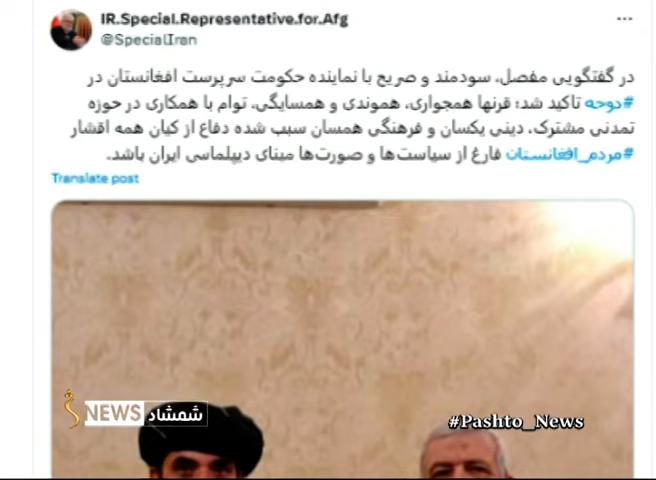 IR.Special.Representative.for.Afg
@SpecialIran
در گفتگویی مفصل، سودمند و صریح با نماینده حکومت سرپرست افغانستان در
#دوحه تاکید شد؛ قرنها همجواری، هموندی و همسایگی، توام با همکاری در حوزه
تمدنی مشترک، دینی یکسان و فرهنگی همسان سبب شده دفاع از کیان همه اقشار
#مردم_افغانستان فارغ از سیاست‌ها و صورت‌ها مبنای دیپلماسی ایران باشد.
Translate post
NEWS شمشاد
#Pashto_News